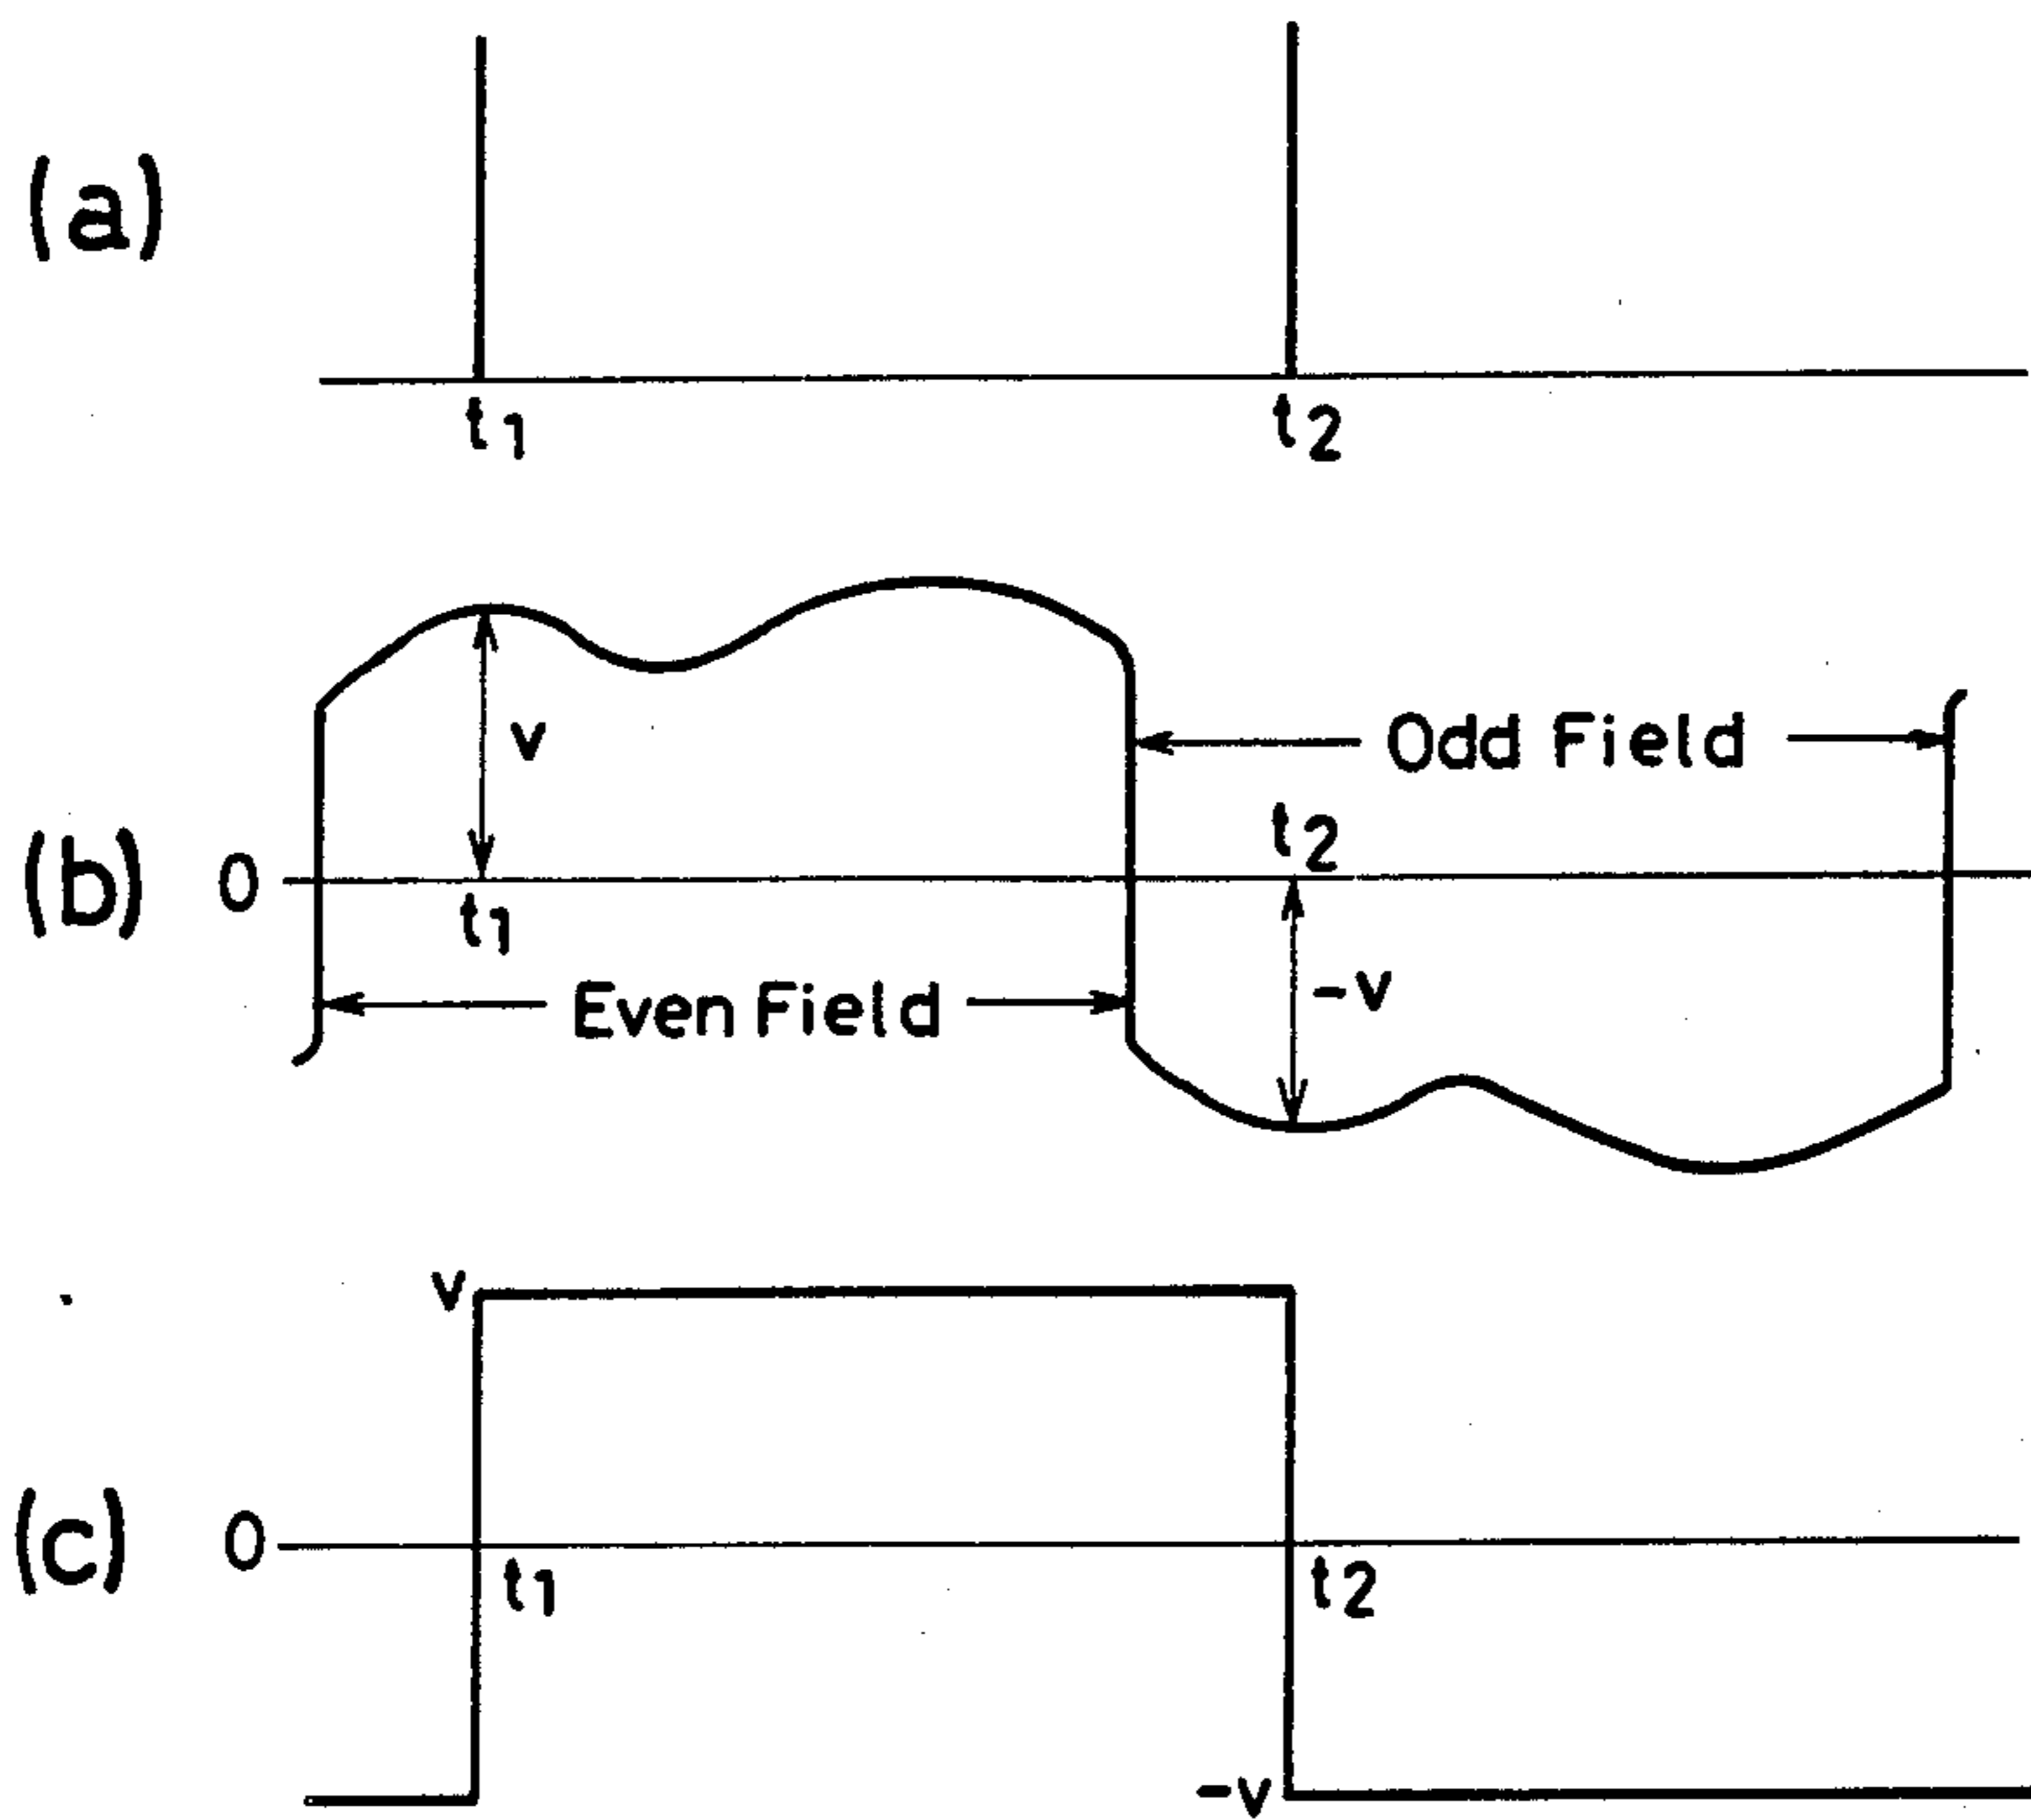 (a)
t1
t2
v
Odd Field
t2
(b)
0
t1
-v
Even Field
v
(c)
0
t1
t2
-v